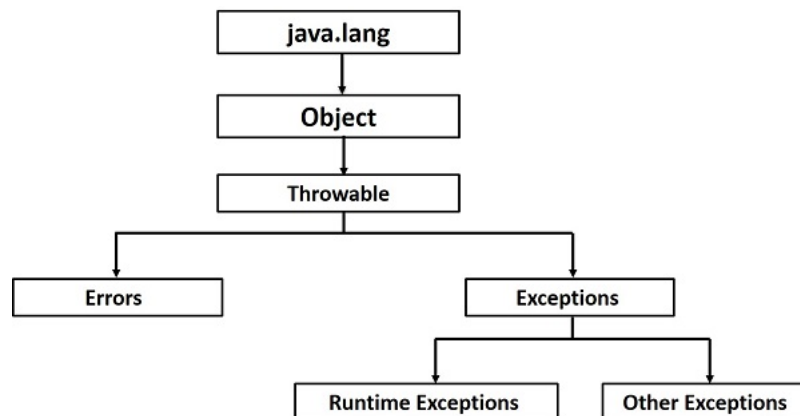 java.lang
Object
Throwable
Errors
Exceptions
Runtime Exceptions
Other Exceptions